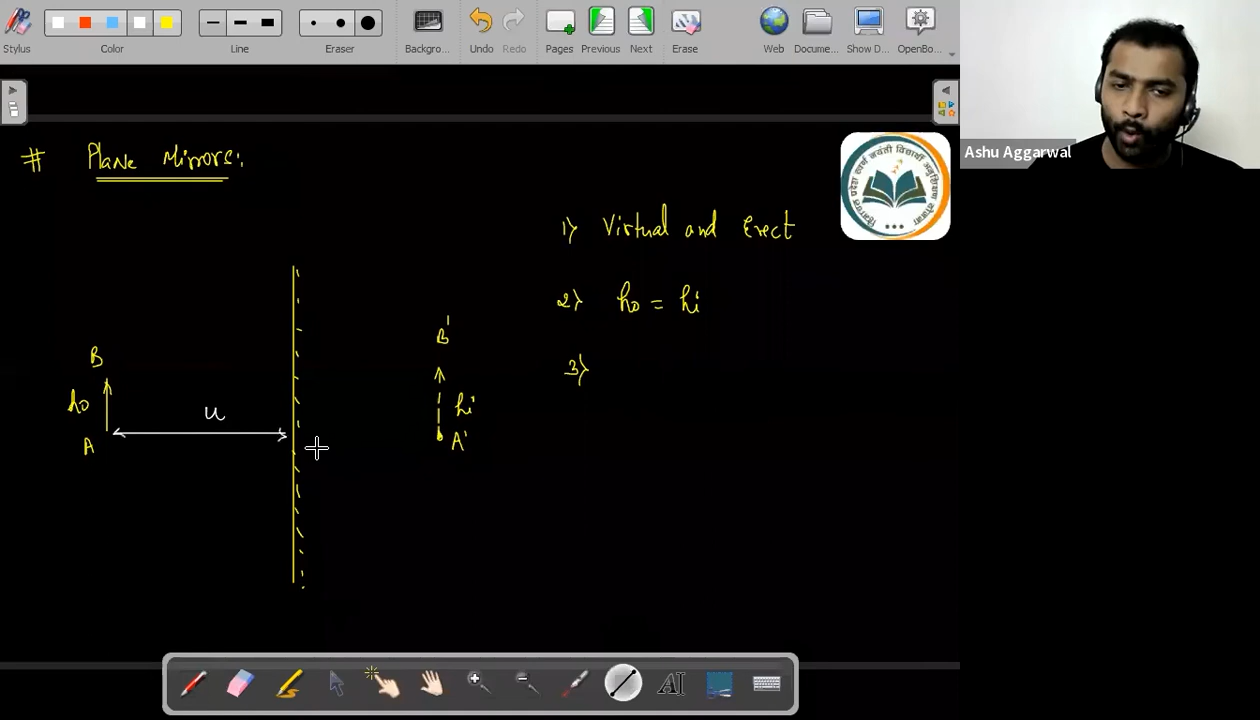 Color Line Eraser
Stylus Backgro... Undo Redo Pages Previous Next Erase Web Docume... Show D... OpenBo...
Ashu Aggarwal
# Plane Mirrors:
1) Virtual and Erect
2) ho = hi
3)
B'
B
ho u hi
A A'
AI